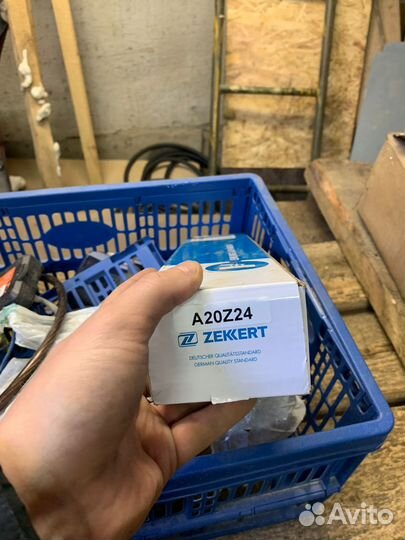 A20Z24
ZEKKERT
DEUTSCHER QUALITÄTSSTANDARD
GERMAN QUALITY STANDARD
Avito